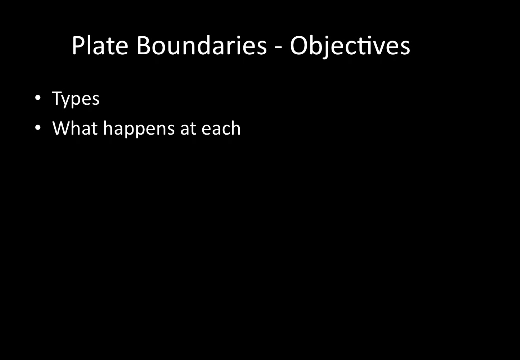 Plate Boundaries - Objectives
• Types
• What happens at each